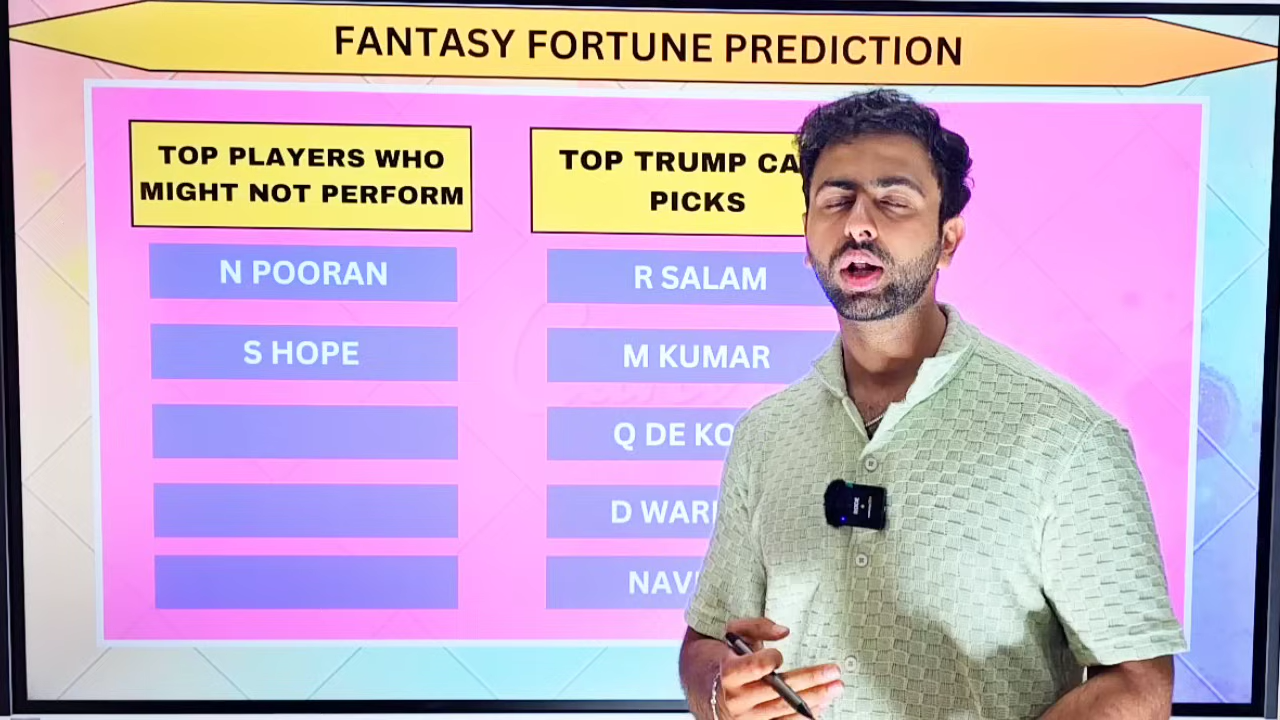 FANTASY FORTUNE PREDICTION
TOP PLAYERS WHO
MIGHT NOT PERFORM
TOP TRUMP CA
PICKS
N POORAN
R SALAM
S HOPE
M KUMAR
Q DE KO
D WAR
NAV